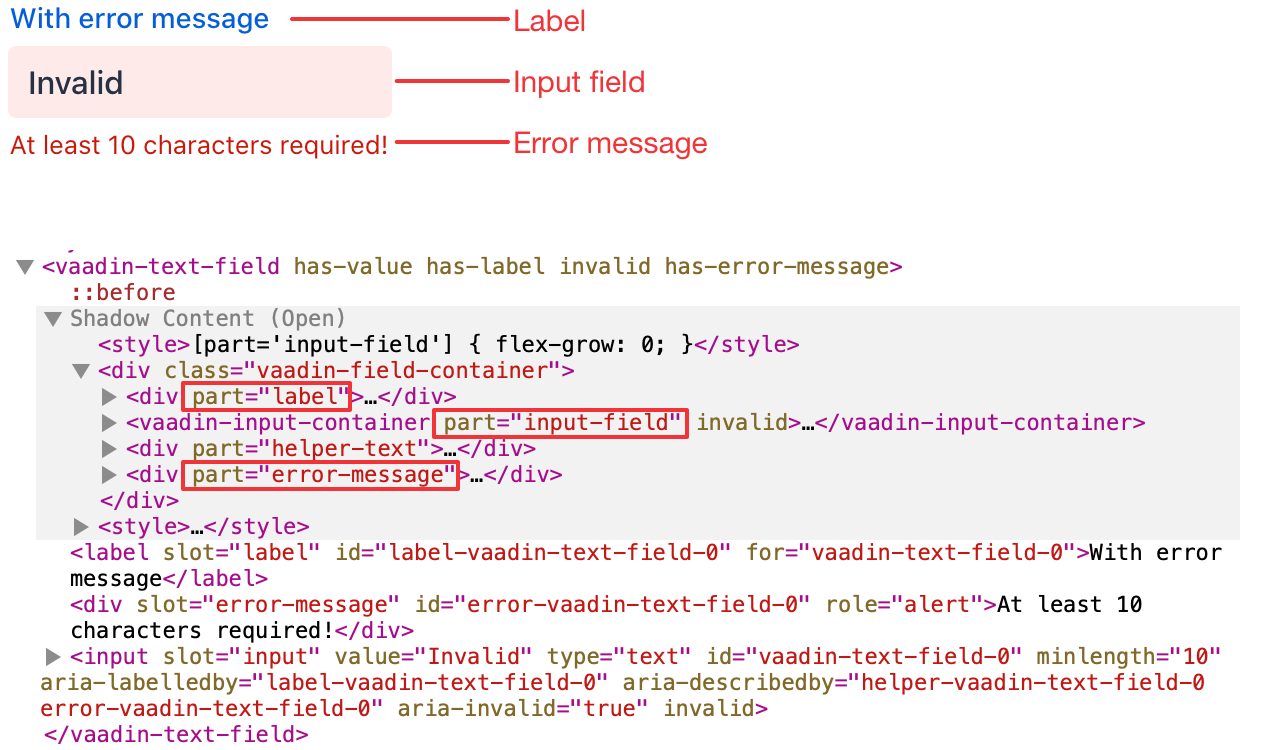 With error message Label
Invalid Input field
At least 10 characters required! Error message
<vaadin-text-field has-value has-label invalid has-error-message>
::before
Shadow Content (Open)
<style>[part='input-field'] { flex-grow: 0; }</style>
<div class="vaadin-field-container">
<div part="label">…</div>
<vaadin-input-container part="input-field" invalid>…</vaadin-input-container>
<div part="helper-text">…</div>
<div part="error-message">…</div>
</div>
<style>…</style>
<label slot="label" id="label-vaadin-text-field-0" for="vaadin-text-field-0">With error
message</label>
<div slot="error-message" id="error-vaadin-text-field-0" role="alert">At least 10
characters required!</div>
<input slot="input" value="Invalid" type="text" id="vaadin-text-field-0" minlength="10"
aria-labelledby="label-vaadin-text-field-0" aria-describedby="helper-vaadin-text-field-0
error-vaadin-text-field-0" aria-invalid="true" invalid>
</vaadin-text-field>